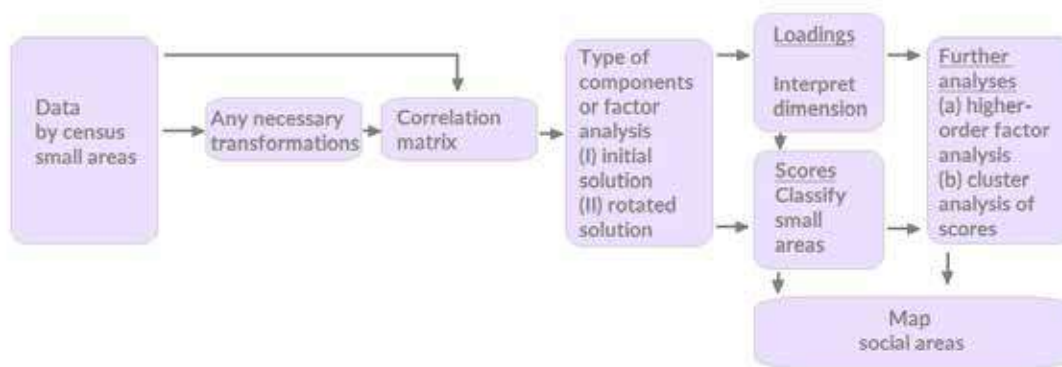 Data
by census
small areas
Any necessary
transformations
Correlation
matrix
Type of
components
or factor
analysis
(I) initial
solution
(II) rotated
solution
Loadings
Interpret
dimension
Scores
Classify
small
areas
Further
analyses
(a) higher-
order factor
analysis
(b) cluster
analysis of
scores
Map
social areas